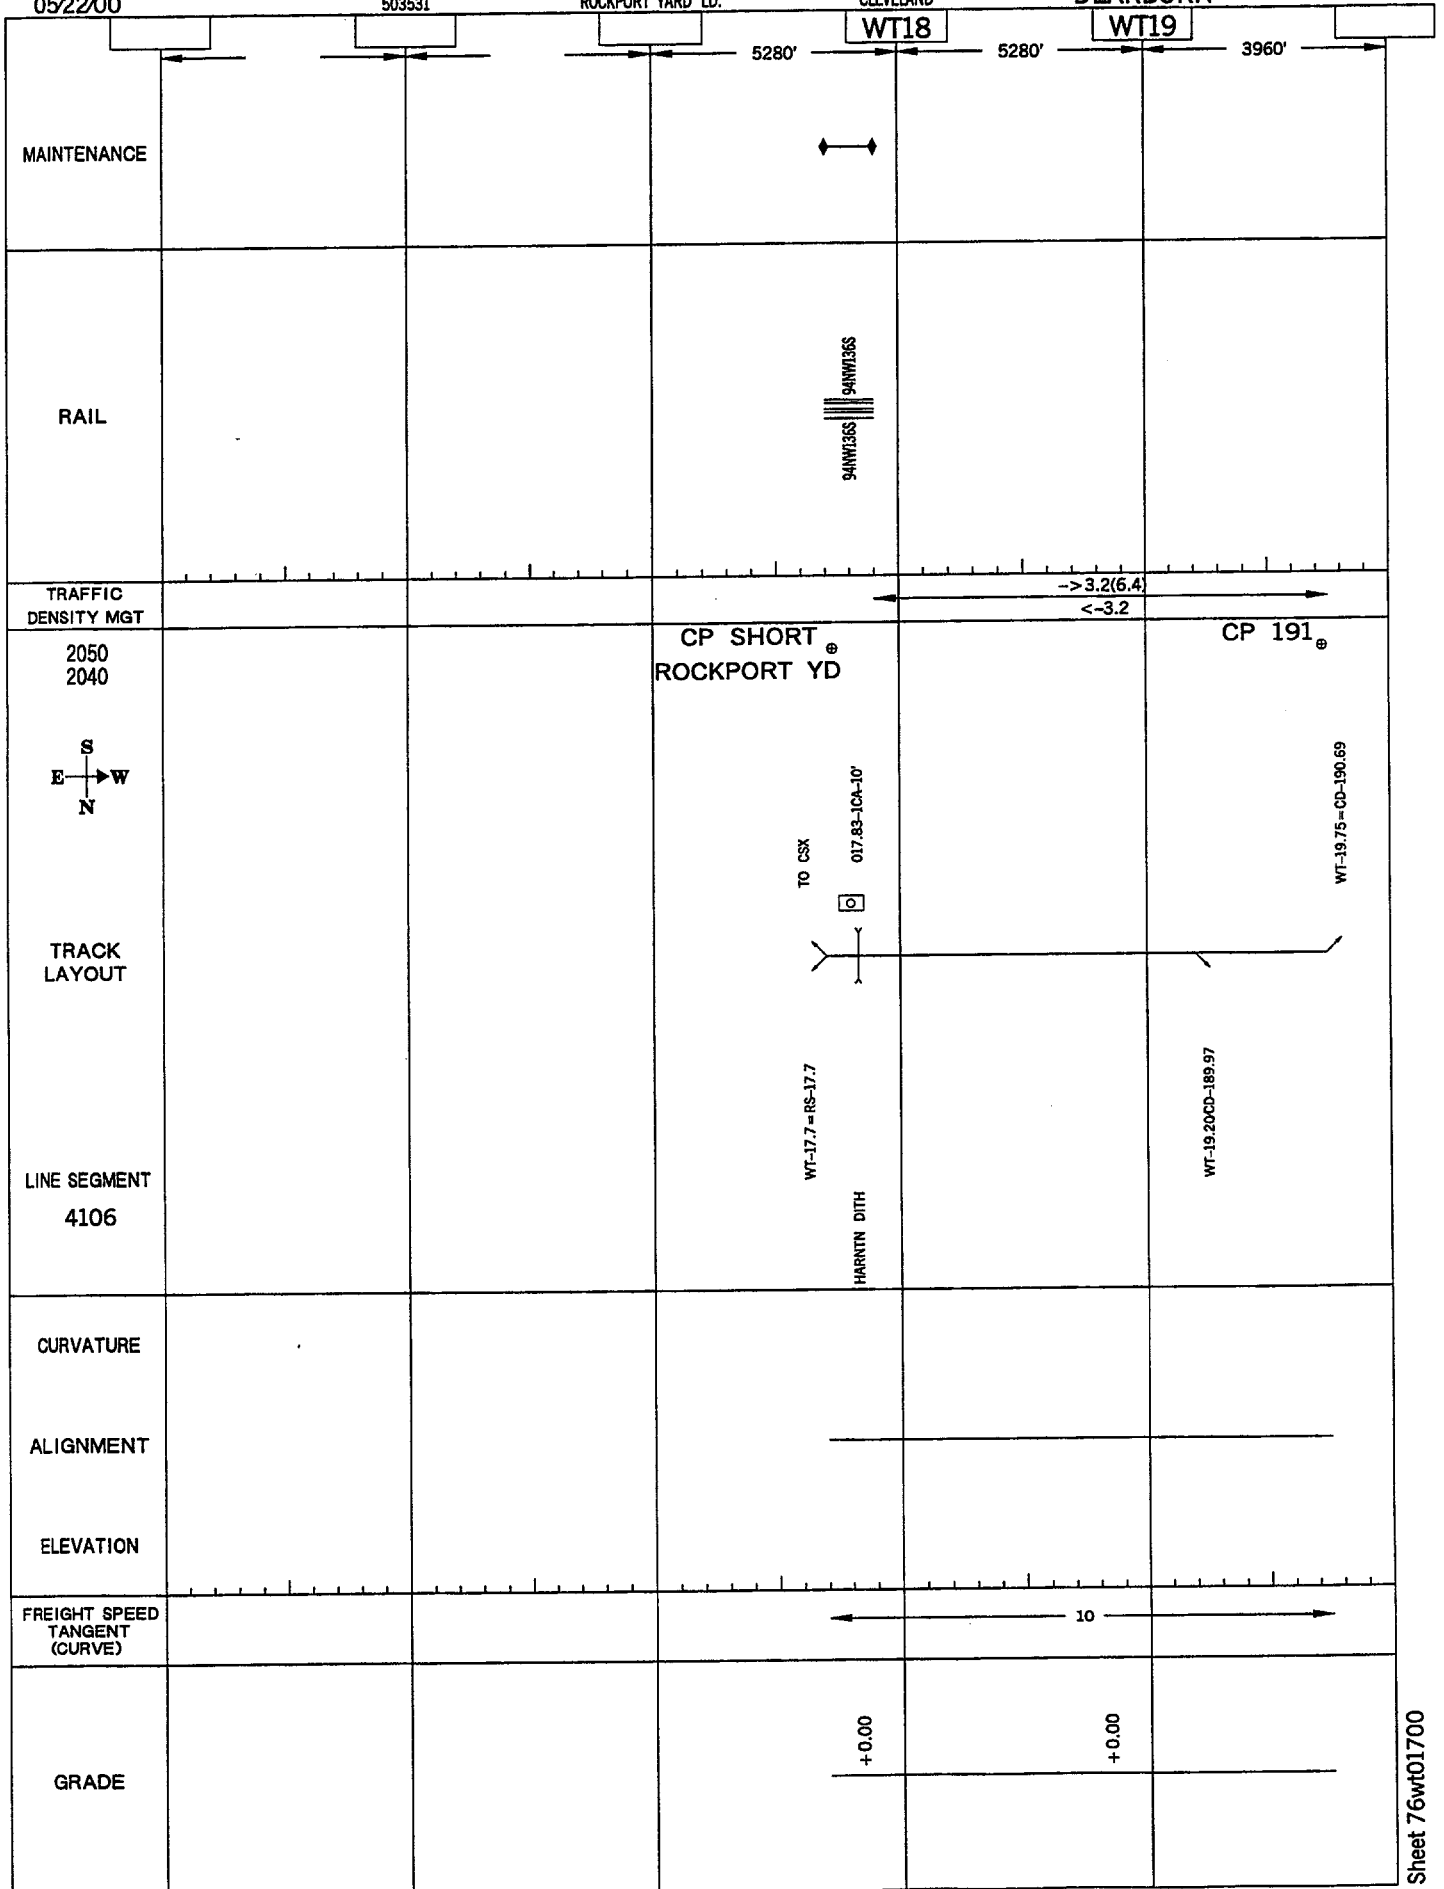 05/22/00
503531
ROCKPORT YARD LD.
CLEVELAND
DEARBORN
WT18
WT19
5280'
5280'
3960'
MAINTENANCE
RAIL
94NW136S
94NW136S
TRAFFIC
DENSITY MGT
->3.2(6.4)
<-3.2
2050
2040
CP SHORT
ROCKPORT YD
CP 191
S
E W
N
TO CSX
017.83-1CA-10'
WT-19.75=CD-190.69
TRACK
LAYOUT
WT-17.7=RS-17.7
WT-19.20CD-189.97
HARNTN DITH
LINE SEGMENT
4106
CURVATURE
ALIGNMENT
ELEVATION
FREIGHT SPEED
TANGENT
(CURVE)
10
GRADE
+0.00
+0.00
Sheet 76wt01700